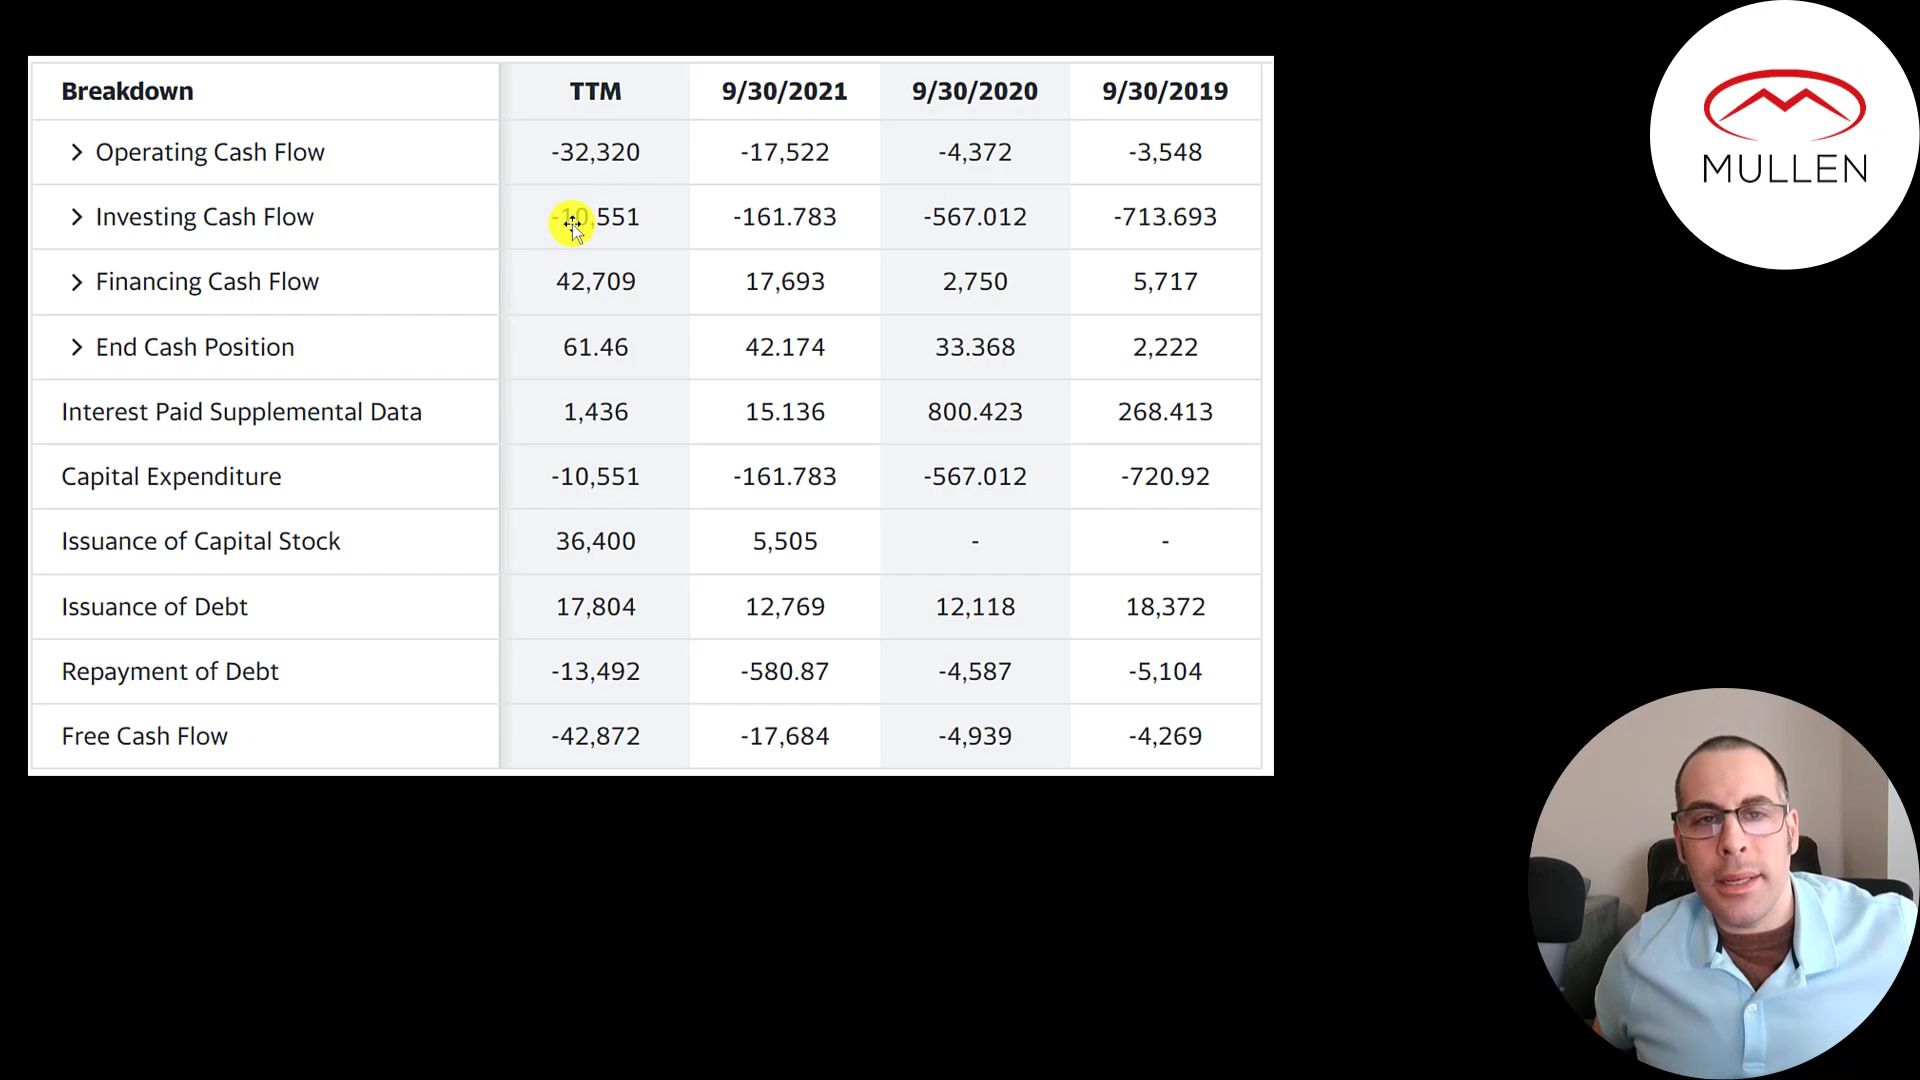 Breakdown TTM 9/30/2021 9/30/2020 9/30/2019
Operating Cash Flow -32,320 -17,522 -4,372 -3,548
Investing Cash Flow -10,551 -161.783 -567.012 -713.693
Financing Cash Flow 42,709 17,693 2,750 5,717
End Cash Position 61.46 42.174 33.368 2,222
Interest Paid Supplemental Data 1,436 15.136 800.423 268.413
Capital Expenditure -10,551 -161.783 -567.012 -720.92
Issuance of Capital Stock 36,400 5,505 - -
Issuance of Debt 17,804 12,769 12,118 18,372
Repayment of Debt -13,492 -580.87 -4,587 -5,104
Free Cash Flow -42,872 -17,684 -4,939 -4,269
MULLEN